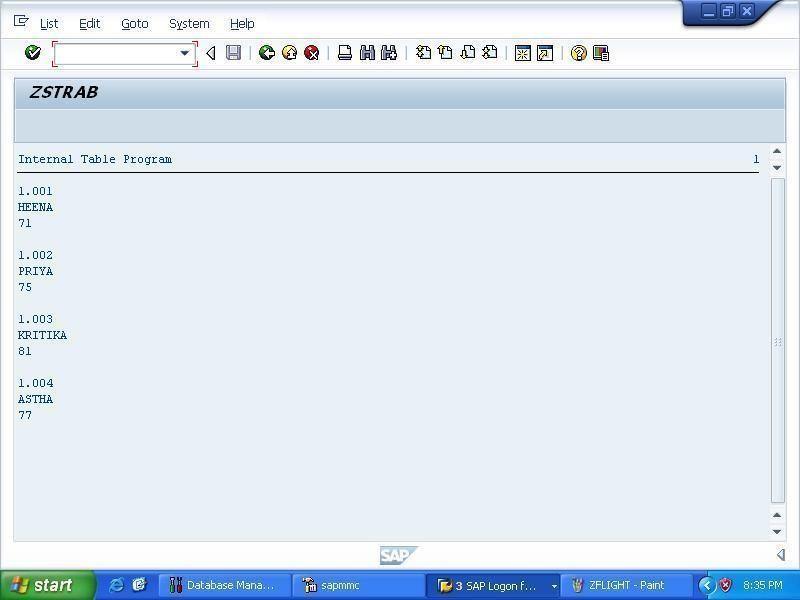 List Edit Goto System Help
ZSTRAB
Internal Table Program 1
1.001
HEENA
71
1.002
PRIYA
75
1.003
KRITIKA
81
1.004
ASTHA
77
SAP
start Database Mana... sapmmc 3 SAP Logon f... ZFLIGHT - Paint 8:35 PM